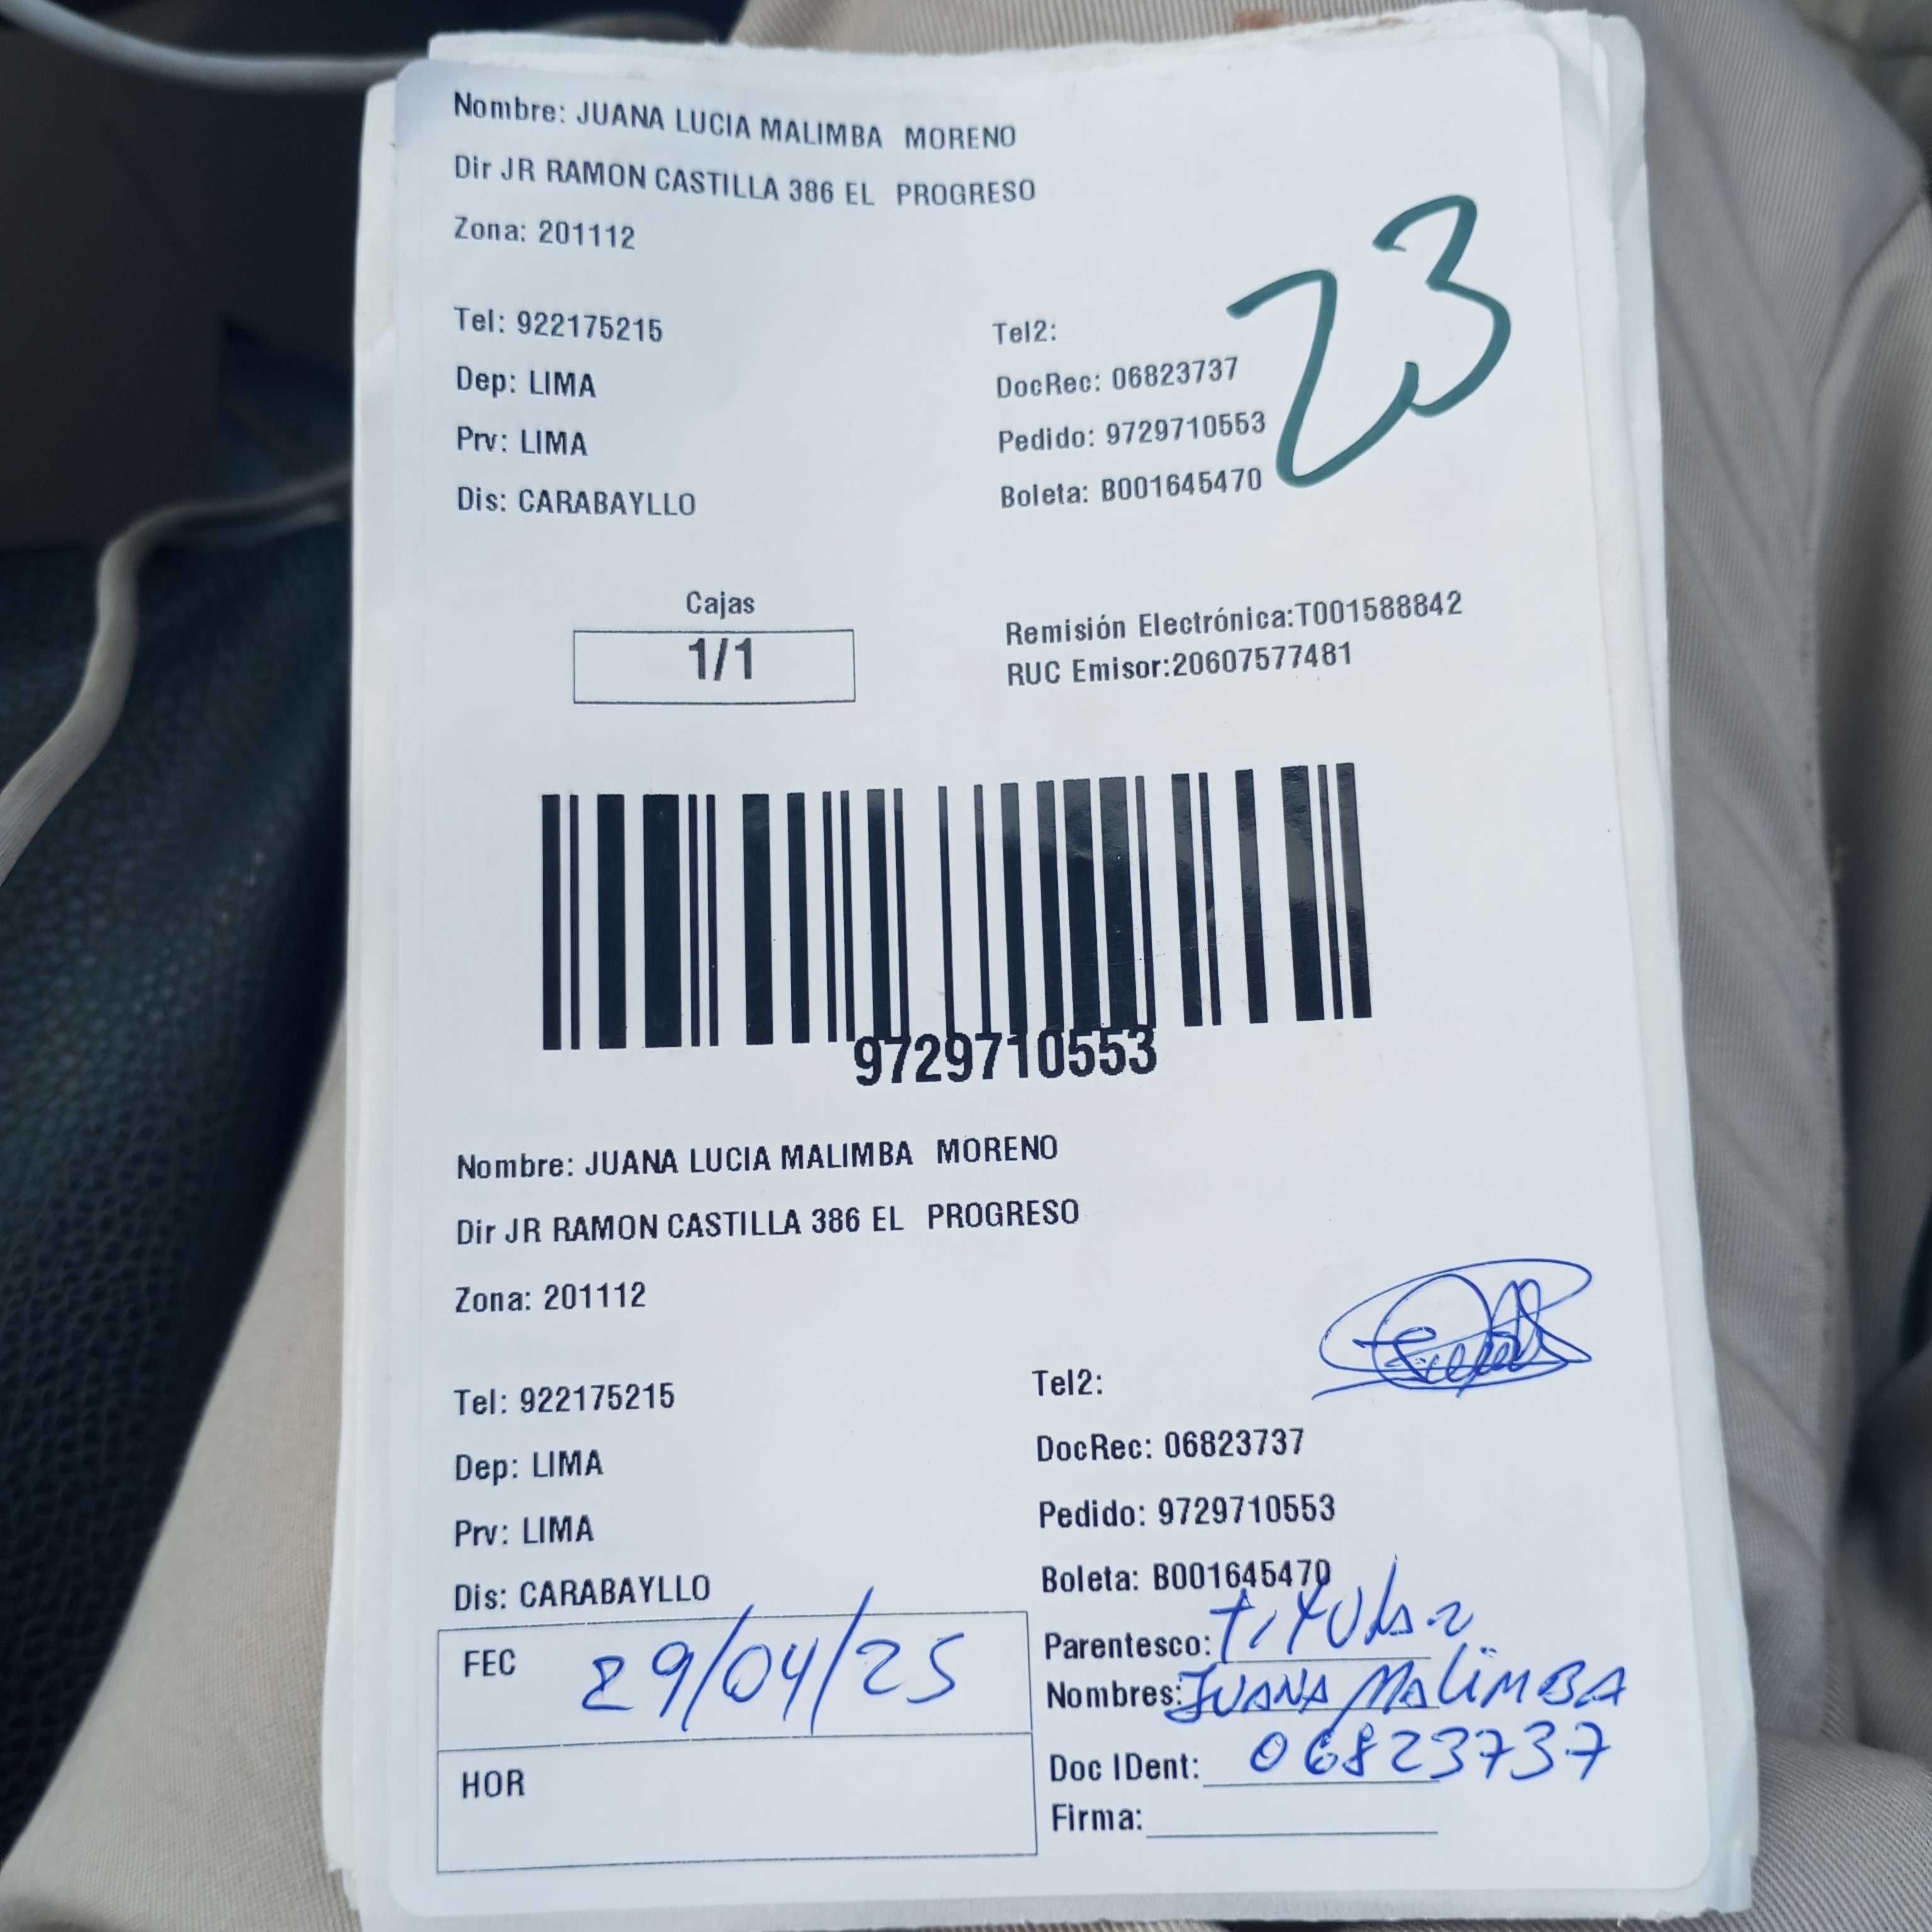 Nombre: JUANA LUCIA MALIMBA MORENO
Dir JR RAMON CASTILLA 386 EL PROGRESO
Zona: 201112
23
Tel: 922175215
Tel2:
Dep: LIMA
DocRec: 06823737
Prv: LIMA
Pedido: 9729710553
Dis: CARABAYLLO
Boleta: B001645470
Cajas
1/1
Remisión Electrónica:T001588842
RUC Emisor:20607577481
9729710553
Nombre: JUANA LUCIA MALIMBA MORENO
Dir JR RAMON CASTILLA 386 EL PROGRESO
Zona: 201112
Tel: 922175215
Tel2:
Dep: LIMA
DocRec: 06823737
Prv: LIMA
Pedido: 9729710553
Dis: CARABAYLLO
Boleta: B001645470
FEC 29/04/25
Parentesco: Titular
Nombres: JUANA MALIMBA
HOR
Doc IDent: 06823737
Firma: